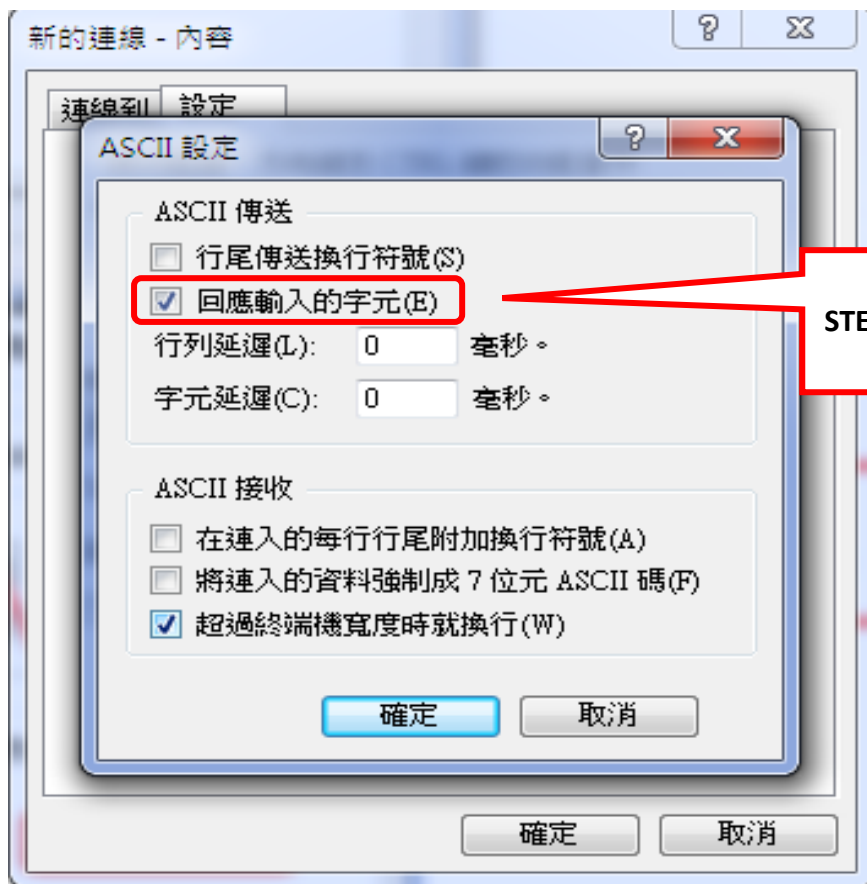 新的連線 - 內容
連線到 設定
ASCII 設定
ASCII 傳送
行尾傳送換行符號(S)
回應輸入的字元(E)
行列延遲(L): 0 毫秒。
字元延遲(C): 0 毫秒。
STE
ASCII 接收
在連入的每行行尾附加換行符號(A)
將連入的資料強制成 7 位元 ASCII 碼(F)
超過終端機寬度時就換行(W)
確定 取消
確定 取消